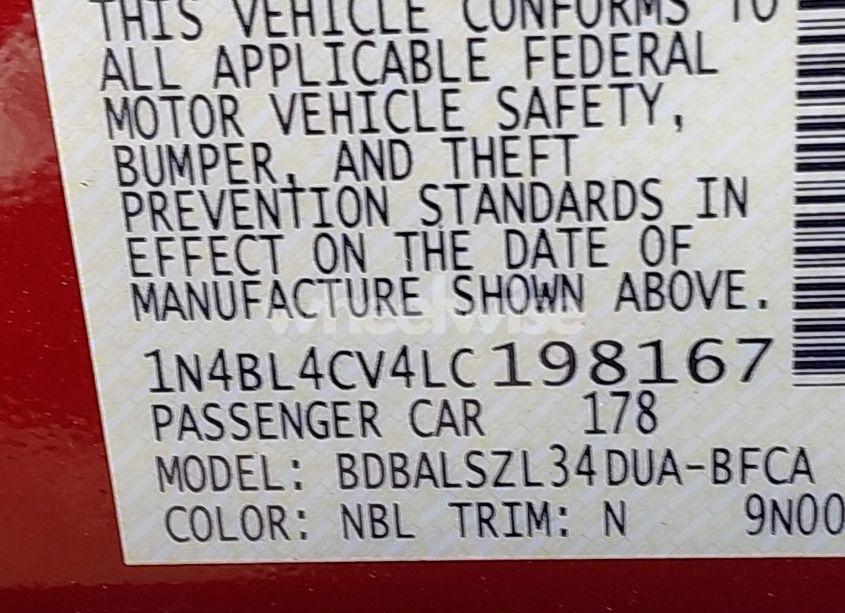 THIS VEHICLE CONFORMS TO
ALL APPLICABLE FEDERAL
MOTOR VEHICLE SAFETY,
BUMPER, AND THEFT
PREVENTION STANDARDS IN
EFFECT ON THE DATE OF
MANUFACTURE SHOWN ABOVE.
wheelwise
1N4BL4CV4LC198167
PASSENGER CAR 178
MODEL: BDBALSZL34DUA-BFCA
COLOR: NBL TRIM: N 9N00